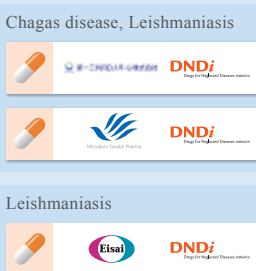 Chagas disease, Leishmaniasis
DNDi
Drugs for Neglected Diseases initiative
Mitsubishi Tanabe Pharma
DNDi
Drugs for Neglected Diseases initiative
Leishmaniasis
Eisai
DNDi
Drugs for Neglected Diseases initiative